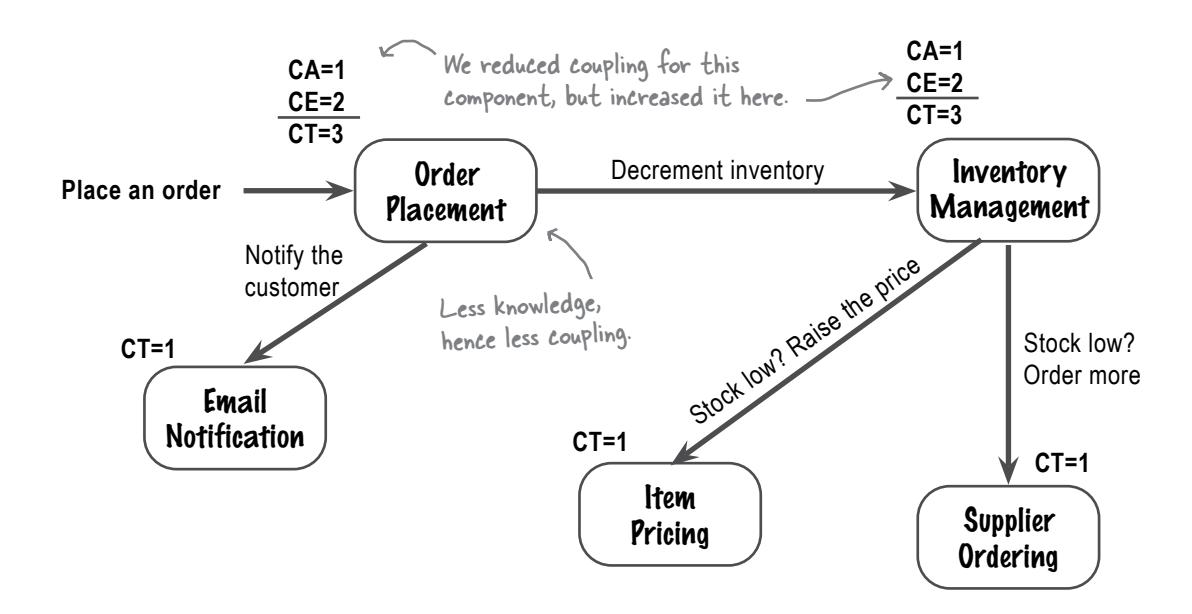 CA=1
CE=2
CT=3
We reduced coupling for this
component, but increased it here.
CA=1
CE=2
CT=3
Place an order
Order
Placement
Decrement inventory
Inventory
Management
Notify the
customer
Less knowledge,
hence less coupling.
Stock low? Raise the price
Stock low?
Order more
CT=1
Email
Notification
CT=1
Item
Pricing
CT=1
Supplier
Ordering